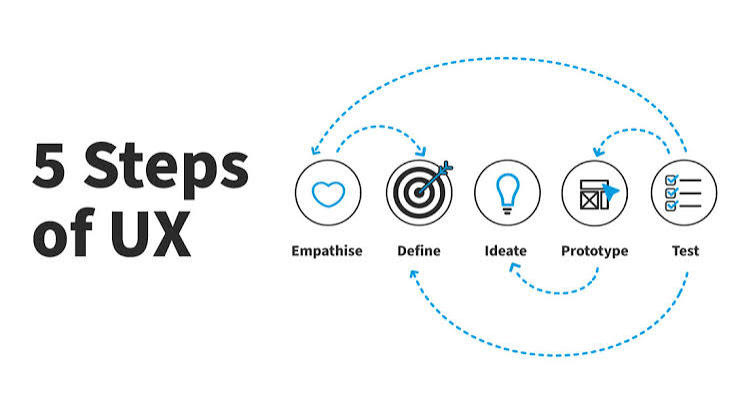 5 Steps
of UX
Empathise
Define
Ideate
Prototype
Test